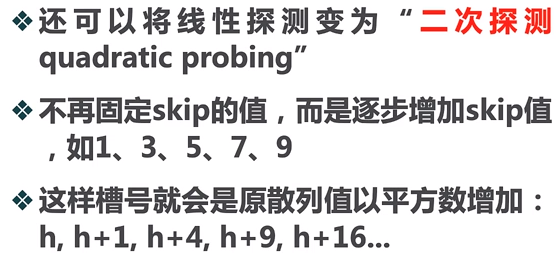 还可以将线性探测变为“二次探测
quadratic probing”
不再固定skip的值，而是逐步增加skip值
，如1、3、5、7、9
这样槽号就会是原散列值以平方数增加：
h, h+1, h+4, h+9, h+16...